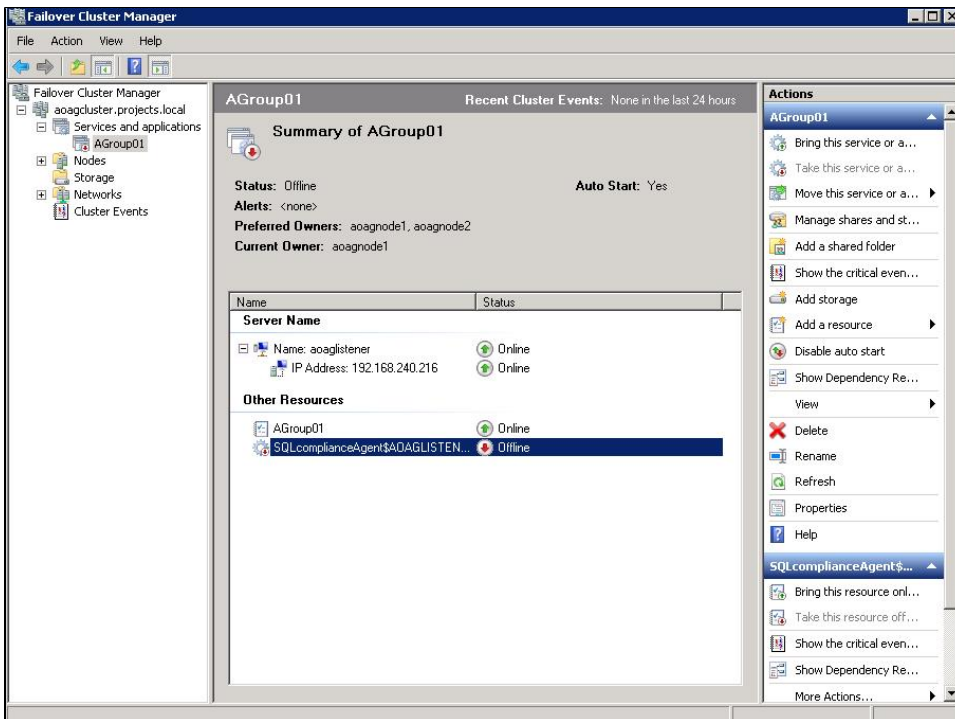 Failover Cluster Manager
File Action View Help
Failover Cluster Manager
aoagcluster.projects.local
Services and applications
AGroup01
Nodes
Storage
Networks
Cluster Events
AGroup01 Recent Cluster Events: None in the last 24 hours
Summary of AGroup01
Status: Offline Auto Start: Yes
Alerts: <none>
Preferred Owners: aoagnode1, aoagnode2
Current Owner: aoagnode1
Name Status
Server Name
Name: aoaglistener Online
IP Address: 192.168.240.216 Online
Other Resources
AGroup01 Online
SQLcomplianceAgent$AOAGLISTEN... Offline
Actions
AGroup01
Bring this service or a...
Take this service or a...
Move this service or a...
Manage shares and st...
Add a shared folder
Show the critical even...
Add storage
Add a resource
Disable auto start
Show Dependency Re...
View
Delete
Rename
Refresh
Properties
Help
SQLcomplianceAgent$...
Bring this resource onl...
Take this resource off...
Show the critical even...
Show Dependency Re...
More Actions...